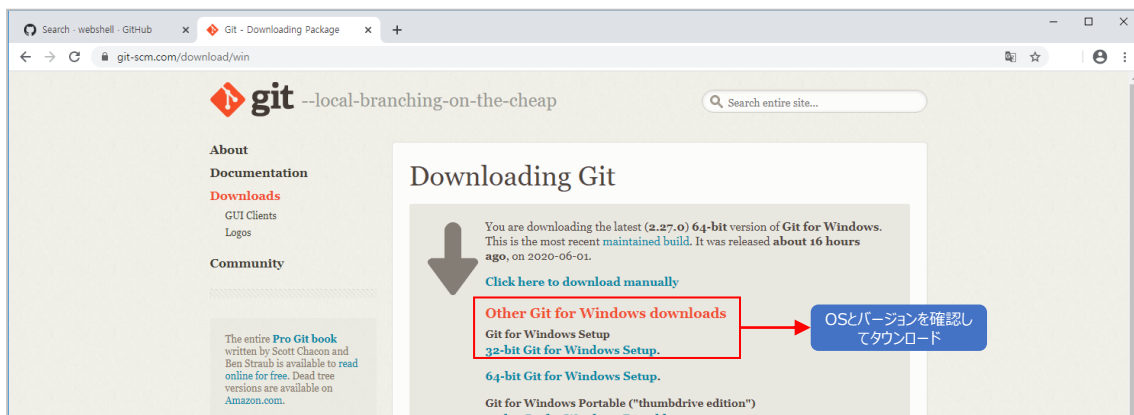 Search · webshell · GitHub
Git - Downloading Package
git-scm.com/download/win
git --local-branching-on-the-cheap
Search entire site...
About
Documentation
Downloads
GUI Clients
Logos
Community
The entire Pro Git book
written by Scott Chacon and
Ben Straub is available to read
online for free. Dead tree
versions are available on
Amazon.com.
Downloading Git
You are downloading the latest (2.27.0) 64-bit version of Git for Windows.
This is the most recent maintained build. It was released about 16 hours
ago, on 2020-06-01.
Click here to download manually
Other Git for Windows downloads
Git for Windows Setup
32-bit Git for Windows Setup.
64-bit Git for Windows Setup.
Git for Windows Portable ("thumbdrive edition")
OSとバージョンを確認し
てタウンロード